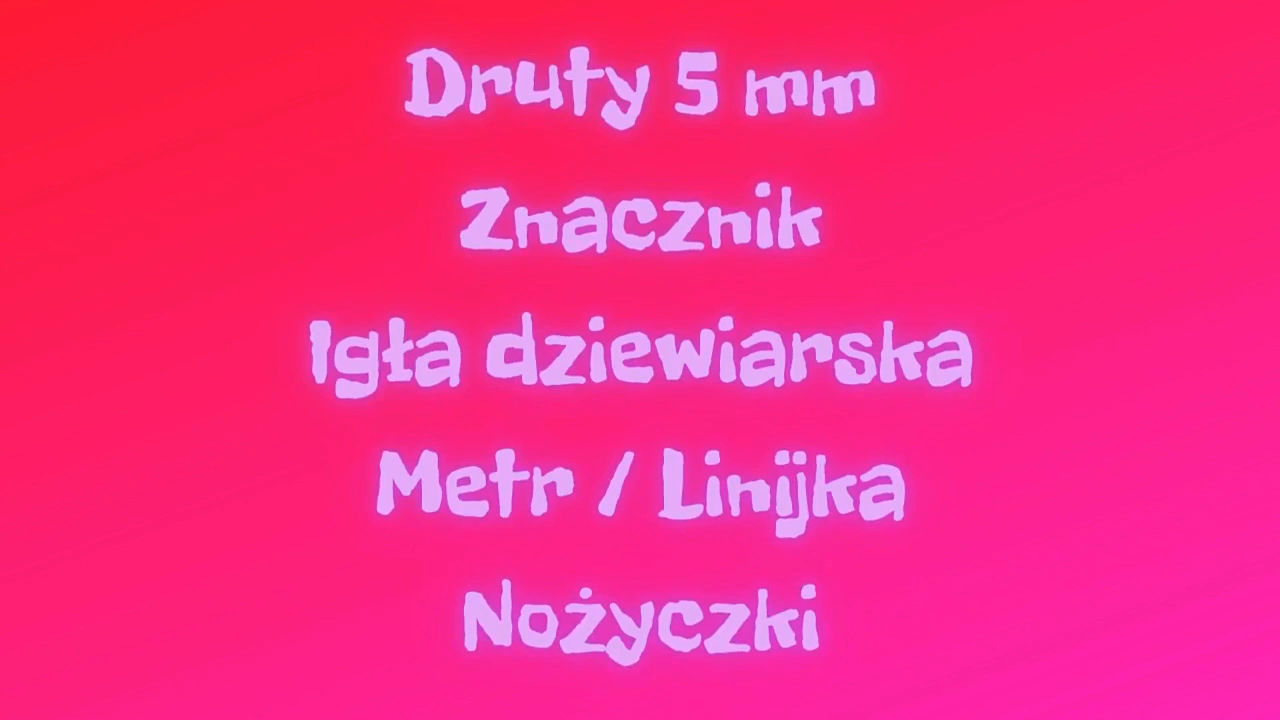 Druty 5 mm
Znacznik
Igła dziewiarska
Metr / Linijka
Nożyczki